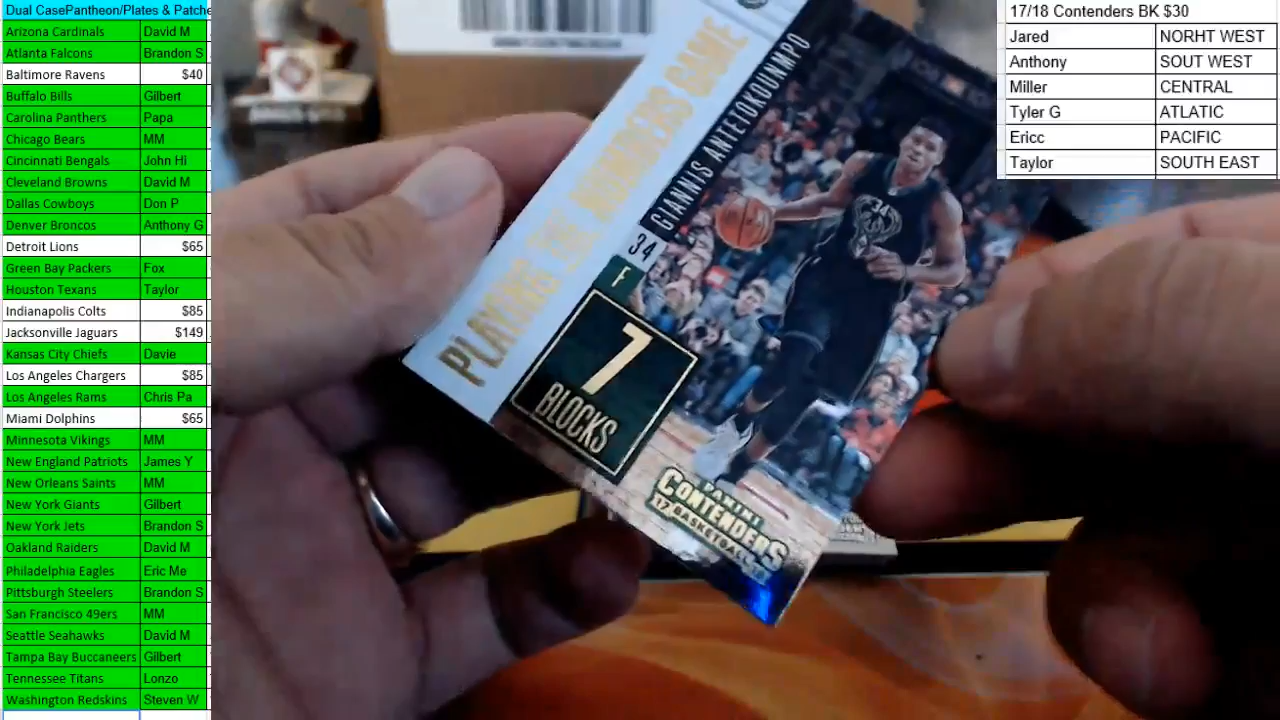 Dual CasePantheon/Plates & Patche
Arizona Cardinals David M
Atlanta Falcons Brandon S
Baltimore Ravens $40
Buffalo Bills Gilbert
Carolina Panthers Papa
Chicago Bears MM
Cincinnati Bengals John Hi
Cleveland Browns David M
Dallas Cowboys Don P
Denver Broncos Anthony G
Detroit Lions $65
Green Bay Packers Fox
Houston Texans Taylor
Indianapolis Colts $85
Jacksonville Jaguars $149
Kansas City Chiefs Davie
Los Angeles Chargers $85
Los Angeles Rams Chris Pa
Miami Dolphins $65
Minnesota Vikings MM
New England Patriots James Y
New Orleans Saints MM
New York Giants Gilbert
New York Jets Brandon S
Oakland Raiders David M
Philadelphia Eagles Eric Me
Pittsburgh Steelers Brandon S
San Francisco 49ers MM
Seattle Seahawks David M
Tampa Bay Buccaneers Gilbert
Tennessee Titans Lonzo
Washington Redskins Steven W
PLAYING THE NUMBERS GAME
GIANNIS ANTETOKOUNMPO
34
F
7
BLOCKS
PANINI
CONTENDERS
17 BASKETBALL
17/18 Contenders BK $30
Jared NORHT WEST
Anthony SOUT WEST
Miller CENTRAL
Tyler G ATLATIC
Ericc PACIFIC
Taylor SOUTH EAST